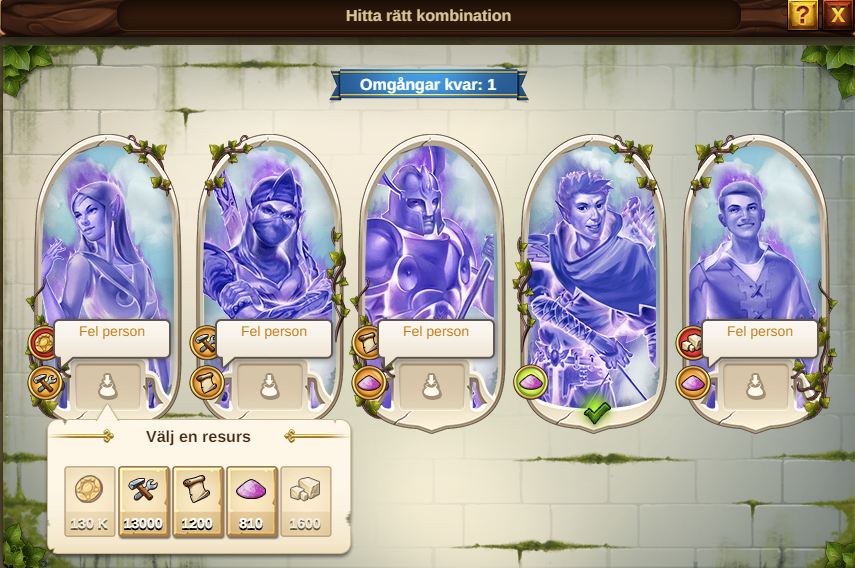 Hitta rätt kombination
?
X
Omgångar kvar: 1
Fel person
Fel person
Fel person
Fel person
Välj en resurs
130 K
13000
1200
810
1600